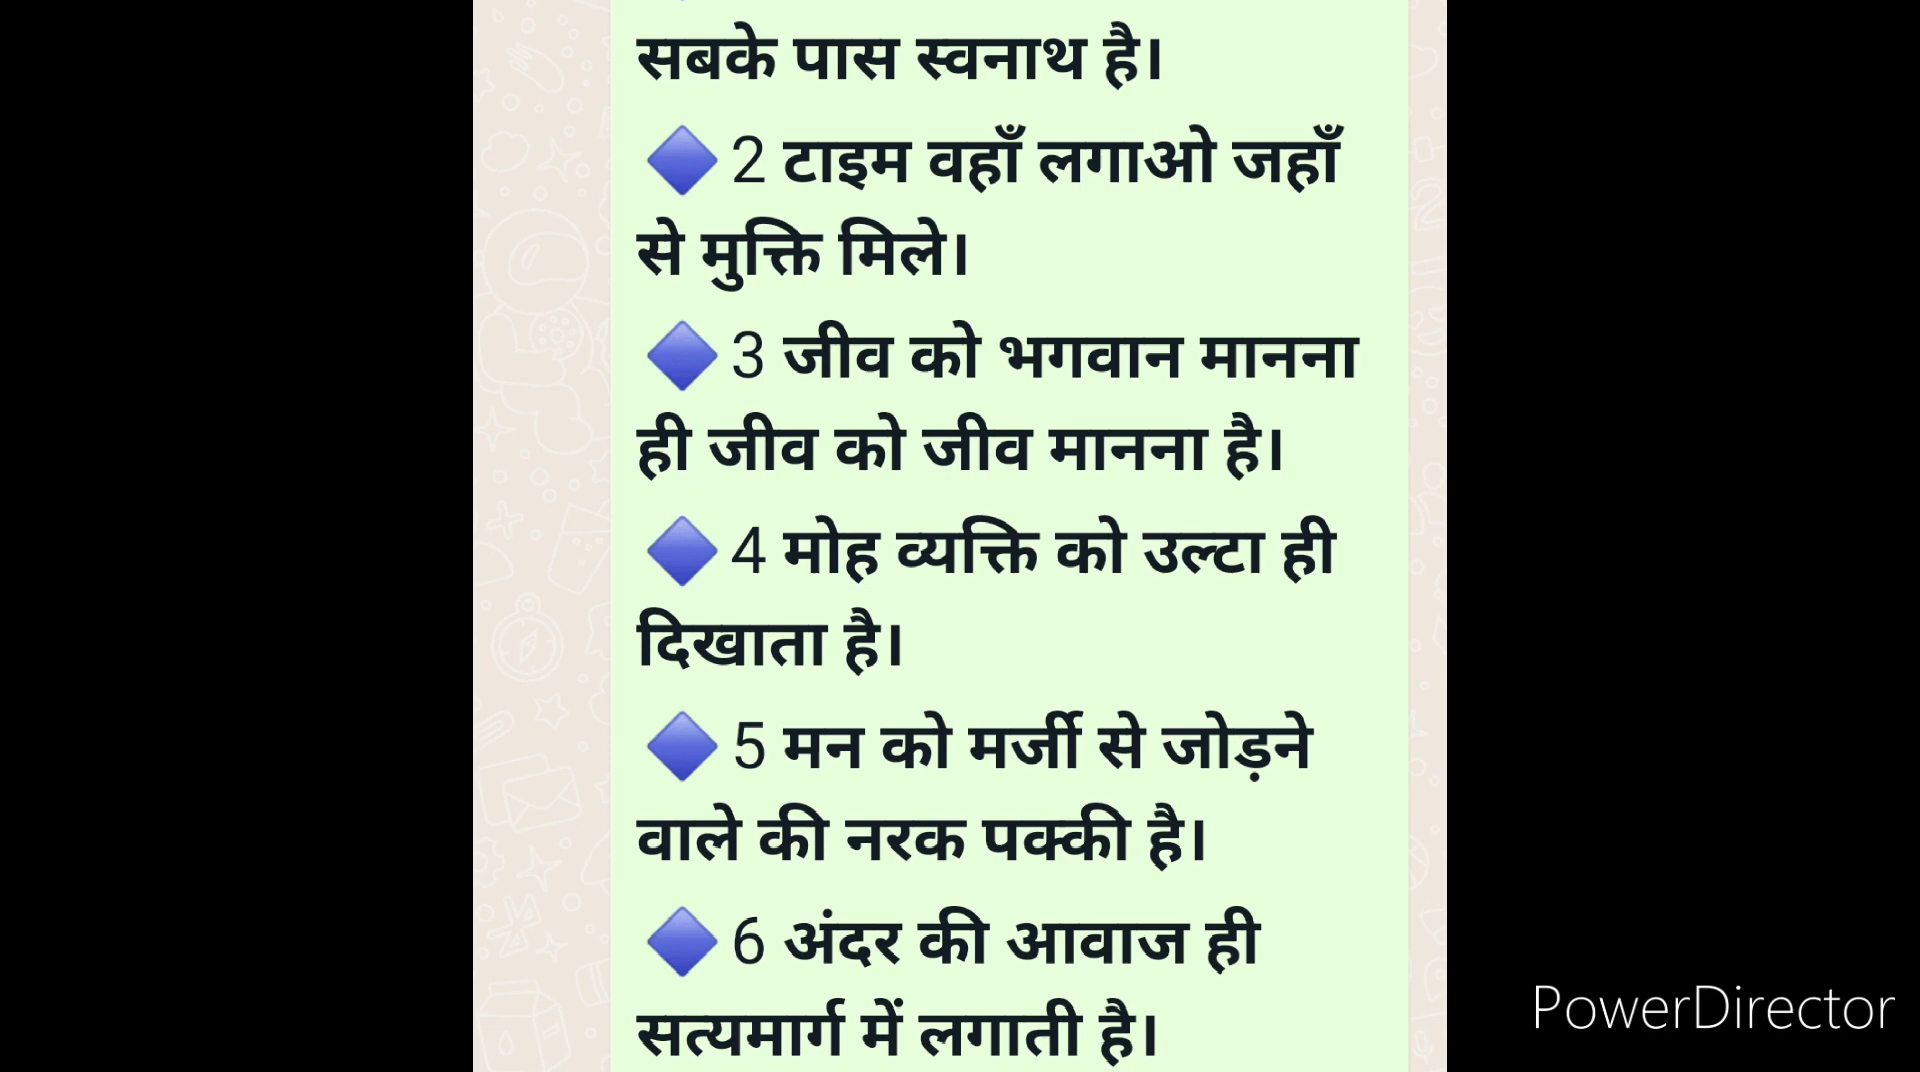 सबके पास स्वनाथ है।
🔷 2 टाइम वहाँ लगाओ जहाँ
से मुक्ति मिले।
🔷 3 जीव को भगवान मानना
ही जीव को जीव मानना है।
🔷 4 मोह व्यक्ति को उल्टा ही
दिखाता है।
🔷 5 मन को मर्जी से जोड़ने
वाले की नरक पक्की है।
🔷 6 अंदर की आवाज ही
सत्यमार्ग में लगाती है।
PowerDirector